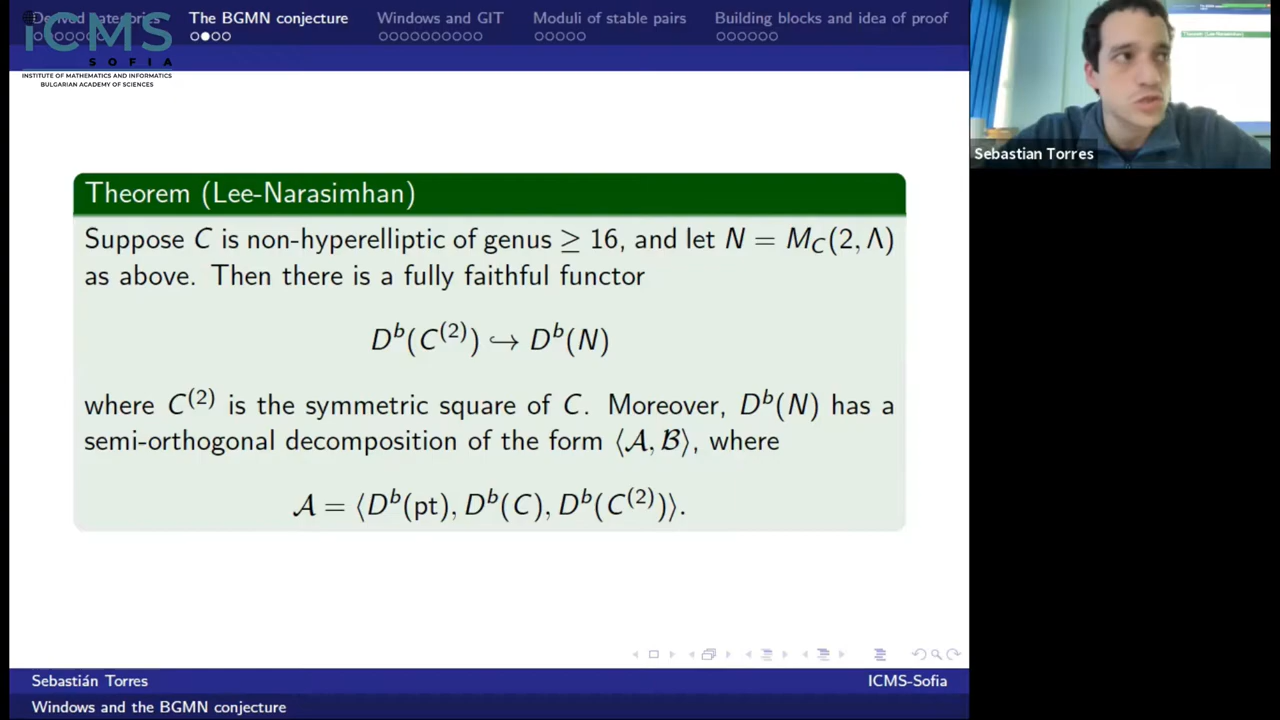 Derived categories
The BGMN conjecture
Windows and GIT
Moduli of stable pairs
Building blocks and idea of proof
ICMS
SOFIA
INSTITUTE OF MATHEMATICS AND INFORMATICS
BULGARIAN ACADEMY OF SCIENCES
Sebastian Torres
Theorem (Lee-Narasimhan)
Suppose C is non-hyperelliptic of genus ≥ 16, and let N = M_C(2, Λ)
as above. Then there is a fully faithful functor
D^b(C^(2)) ↪ D^b(N)
where C^(2) is the symmetric square of C. Moreover, D^b(N) has a
semi-orthogonal decomposition of the form ⟨𝒜, ℬ⟩, where
𝒜 = ⟨D^b(pt), D^b(C), D^b(C^(2))⟩.
Sebastián Torres
ICMS-Sofia
Windows and the BGMN conjecture